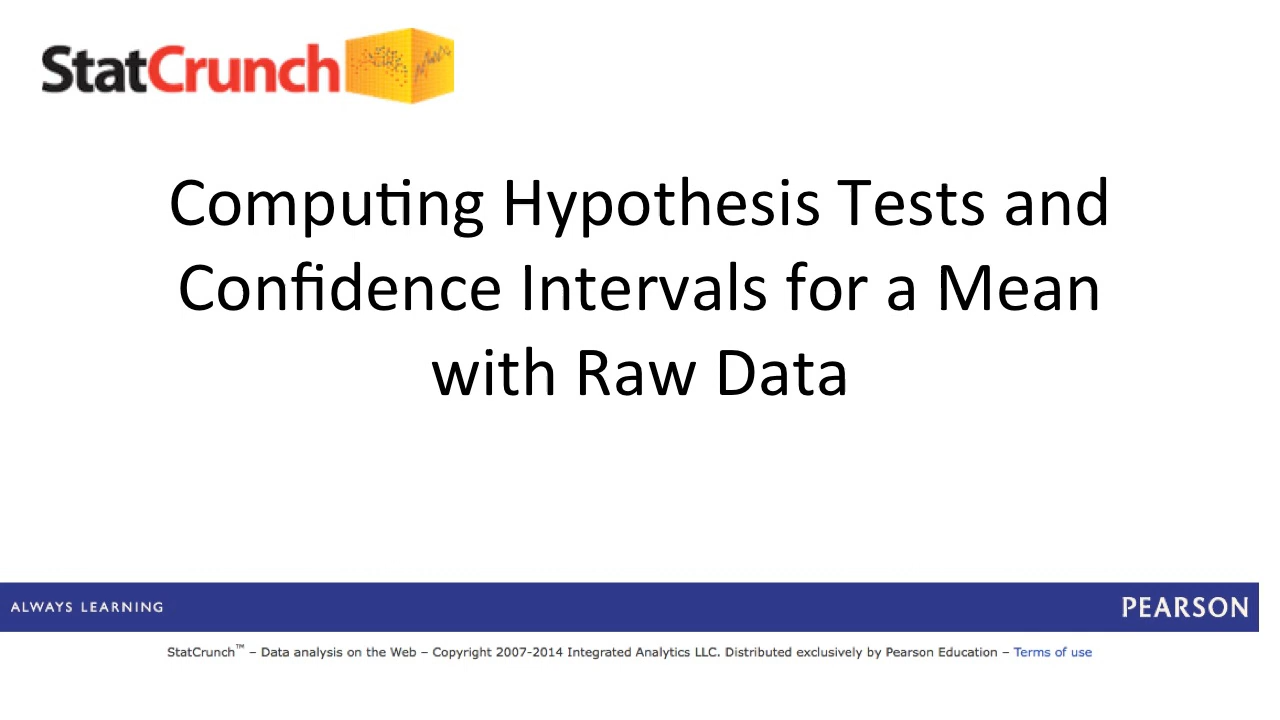 StatCrunch
Computing Hypothesis Tests and
Confidence Intervals for a Mean
with Raw Data
ALWAYS LEARNING
PEARSON
StatCrunch™ – Data analysis on the Web – Copyright 2007-2014 Integrated Analytics LLC. Distributed exclusively by Pearson Education – Terms of use